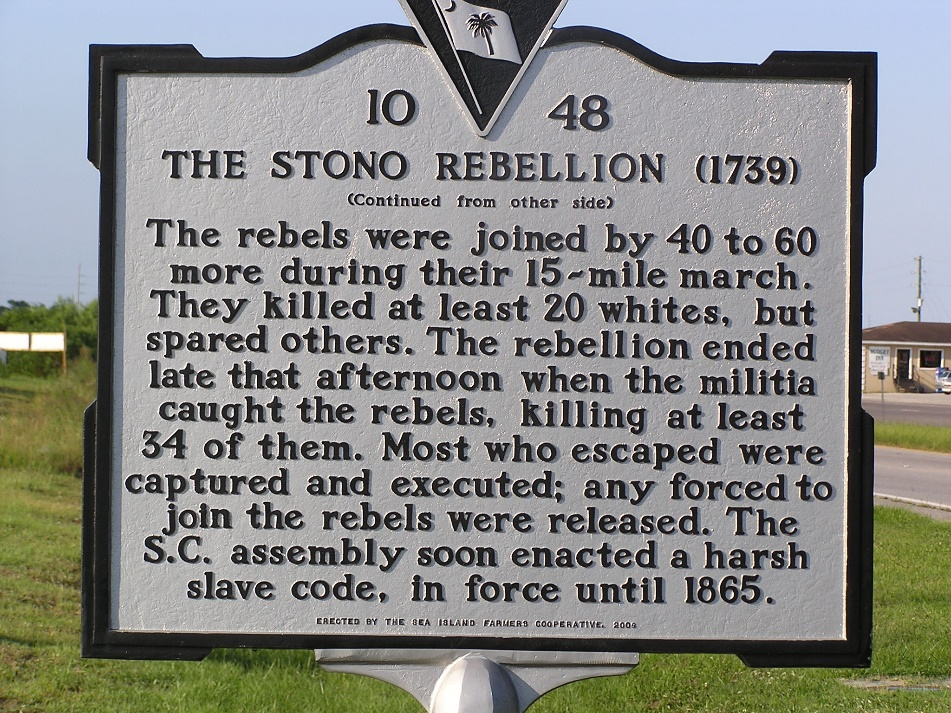 10 48
THE STONO REBELLION (1739)
(Continued from other side)
The rebels were joined by 40 to 60
more during their 15-mile march.
They killed at least 20 whites, but
spared others. The rebellion ended
late that afternoon when the militia
caught the rebels, killing at least
34 of them. Most who escaped were
captured and executed; any forced to
join the rebels were released. The
S.C. assembly soon enacted a harsh
slave code, in force until 1865.
ERECTED BY THE SEA ISLAND FARMERS COOPERATIVE, 2006
BUDGET